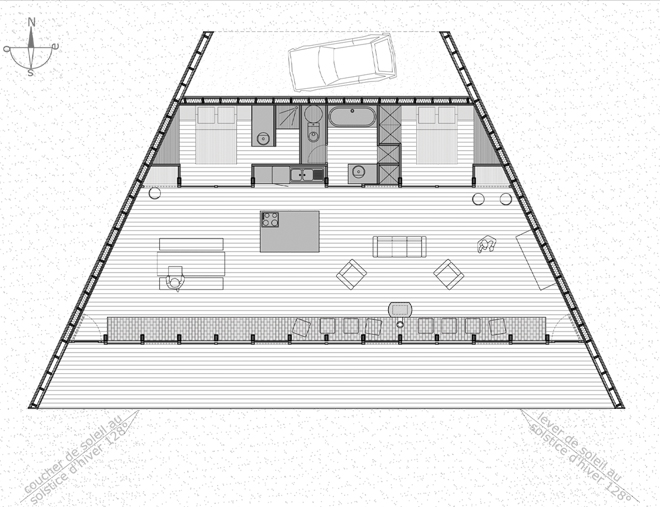 N
o
e
S
coucher de soleil au
solstice d'hiver 128°
lever de soleil au
solstice d'hiver 128°